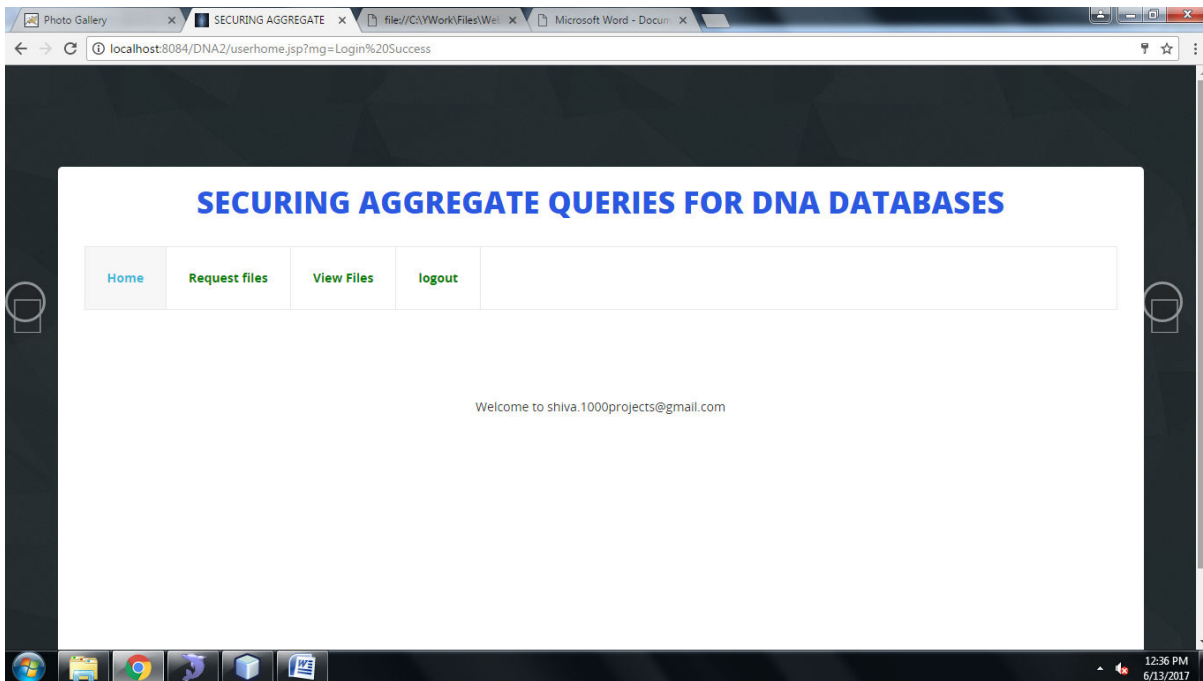 Photo Gallery
SECURING AGGREGATE
file://C:\YWork\Files\Wel
Microsoft Word - Docum
localhost:8084/DNA2/userhome.jsp?mg=Login%20Success
SECURING AGGREGATE QUERIES FOR DNA DATABASES
Home
Request files
View Files
logout
Welcome to shiva.1000projects@gmail.com
12:36 PM
6/13/2017